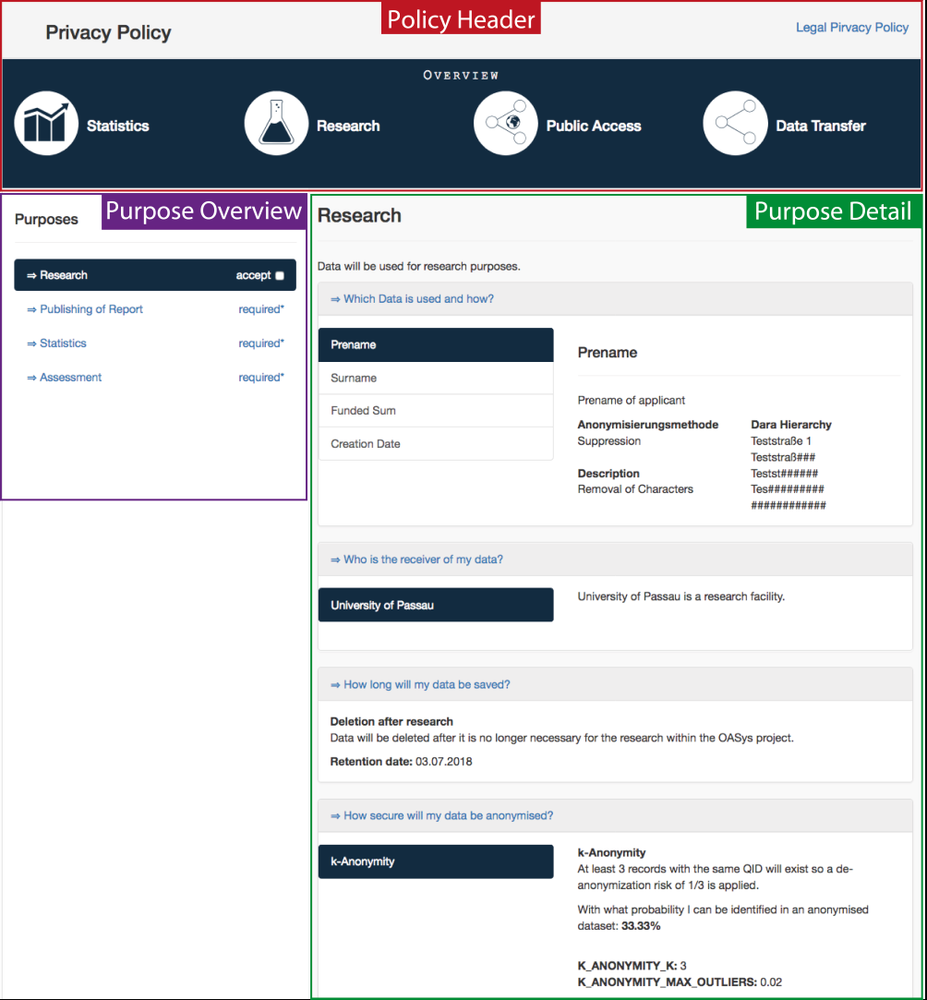 Policy Header
Privacy Policy
Legal Pirvacy Policy
OVERVIEW
Statistics
Research
Public Access
Data Transfer
Purpose Overview
Purposes
⇒ Research accept
⇒ Publishing of Report required*
⇒ Statistics required*
⇒ Assessment required*
Purpose Detail
Research
Data will be used for research purposes.
⇒ Which Data is used and how?
Prename
Surname
Funded Sum
Creation Date
Prename
Prename of applicant
Anonymisierungsmethode
Suppression
Description
Removal of Characters
Dara Hierarchy
Teststraße 1
Teststraß###
Testst######
Tes#########
############
⇒ Who is the receiver of my data?
University of Passau
University of Passau is a research facility.
⇒ How long will my data be saved?
Deletion after research
Data will be deleted after it is no longer necessary for the research within the OASys project.
Retention date: 03.07.2018
⇒ How secure will my data be anonymised?
k-Anonymity
k-Anonymity
At least 3 records with the same QID will exist so a de-
anonymization risk of 1/3 is applied.
With what probability I can be identified in an anonymised
dataset: 33.33%
K_ANONYMITY_K: 3
K_ANONYMITY_MAX_OUTLIERS: 0.02